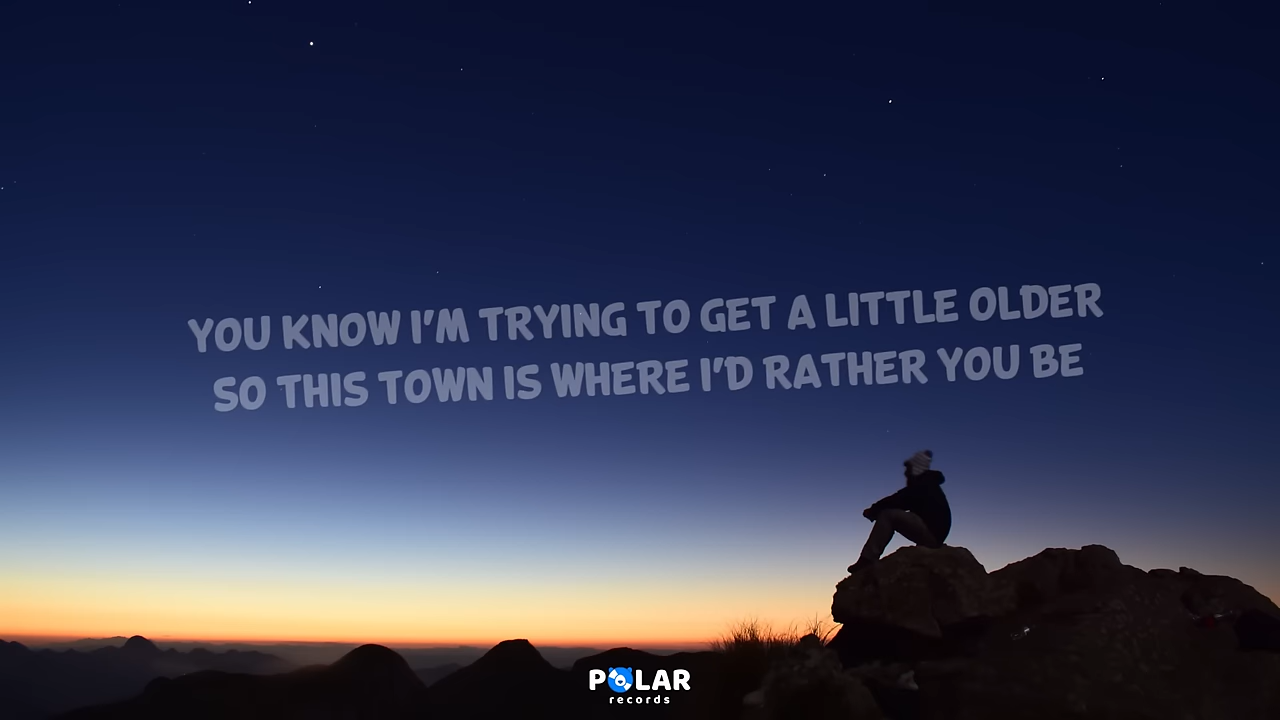 YOU KNOW I'M TRYING TO GET A LITTLE OLDER
SO THIS TOWN IS WHERE I'D RATHER YOU BE
POLAR
records